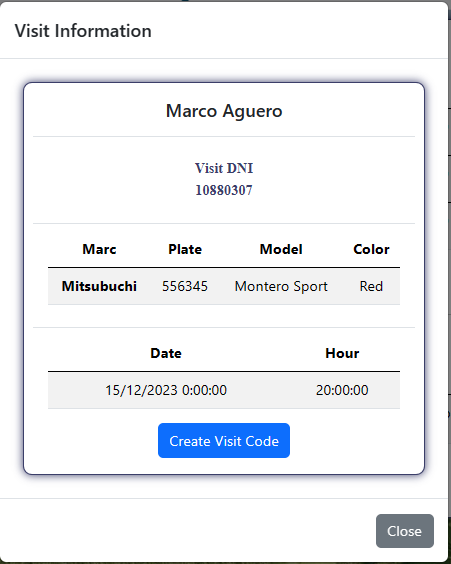 Visit Information
Marco Aguero
Visit DNI
10880307
Marc Plate Model Color
Mitsubuchi 556345 Montero Sport Red
Date Hour
15/12/2023 0:00:00 20:00:00
Create Visit Code
Close